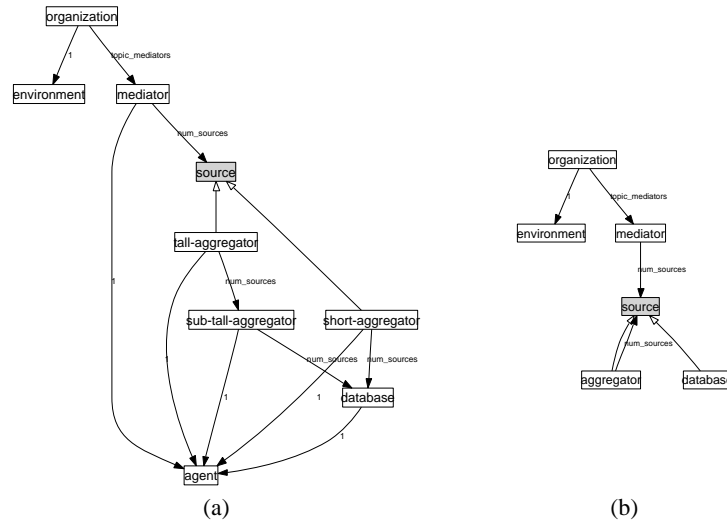 organization
1
topic_mediators
environment
mediator
num_sources
source
tall-aggregator
num_sources
1
sub-tall-aggregator
short-aggregator
1
num_sources
num_sources
1
1
database
1
agent
(a)
organization
1
topic_mediators
environment
mediator
num_sources
source
num_sources
aggregator
database
(b)